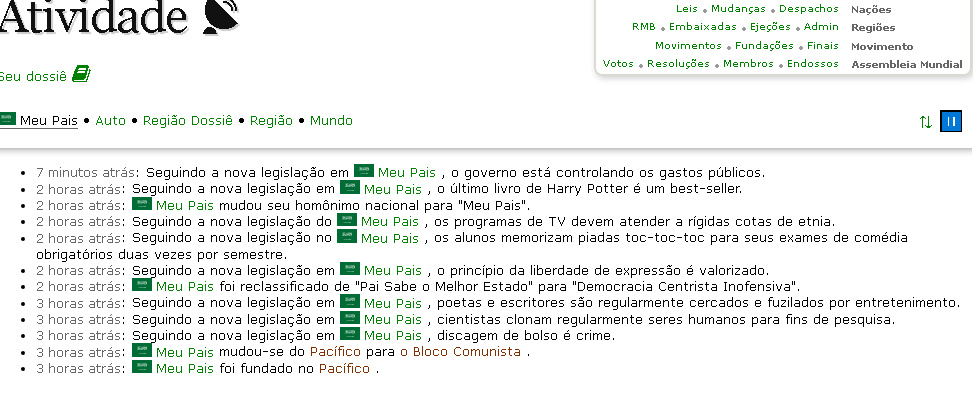 Atividade
Leis • Mudanças • Despachos Nações
RMB • Embaixadas • Ejeções • Admin Regiões
Movimentos • Fundações • Finais Movimento
Votos • Resoluções • Membros • Endossos Assembleia Mundial
Seu dossiê
Meu Pais • Auto • Região Dossiê • Região • Mundo
• 7 minutos atrás: Seguindo a nova legislação em Meu Pais , o governo está controlando os gastos públicos.
• 2 horas atrás: Seguindo a nova legislação em Meu Pais , o último livro de Harry Potter é um best-seller.
• 2 horas atrás: Meu Pais mudou seu homônimo nacional para "Meu Pais".
• 2 horas atrás: Seguindo a nova legislação do Meu Pais , os programas de TV devem atender a rígidas cotas de etnia.
• 2 horas atrás: Seguindo a nova legislação no Meu Pais , os alunos memorizam piadas toc-toc-toc para seus exames de comédia
obrigatórios duas vezes por semestre.
• 2 horas atrás: Seguindo a nova legislação em Meu Pais , o princípio da liberdade de expressão é valorizado.
• 2 horas atrás: Meu Pais foi reclassificado de "Pai Sabe o Melhor Estado" para "Democracia Centrista Inofensiva".
• 3 horas atrás: Seguindo a nova legislação em Meu Pais , poetas e escritores são regularmente cercados e fuzilados por entretenimento.
• 3 horas atrás: Seguindo a nova legislação em Meu Pais , cientistas clonam regularmente seres humanos para fins de pesquisa.
• 3 horas atrás: Seguindo a nova legislação em Meu Pais , discagem de bolso é crime.
• 3 horas atrás: Meu Pais mudou-se do Pacífico para o Bloco Comunista .
• 3 horas atrás: Meu Pais foi fundado no Pacífico .